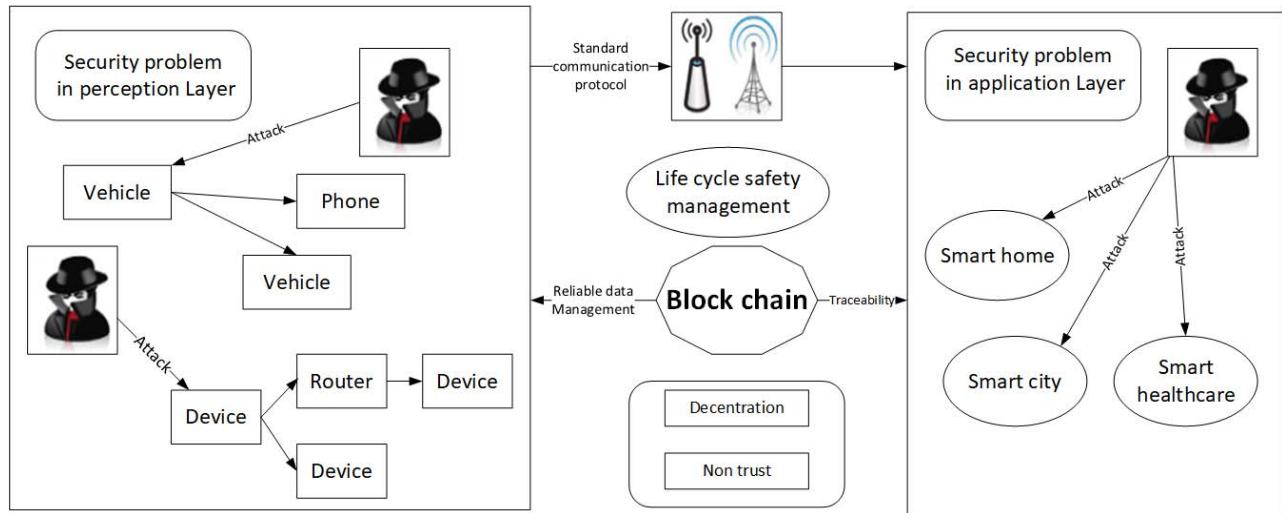 Security problem
in perception Layer
Attack
Vehicle
Phone
Vehicle
Attack
Device
Router
Device
Device
Standard
communication
protocol
Life cycle safety
management
Reliable data
Management
Block chain
Traceability
Decentration
Non trust
Security problem
in application Layer
Attack
Attack
Attack
Smart home
Smart city
Smart
healthcare